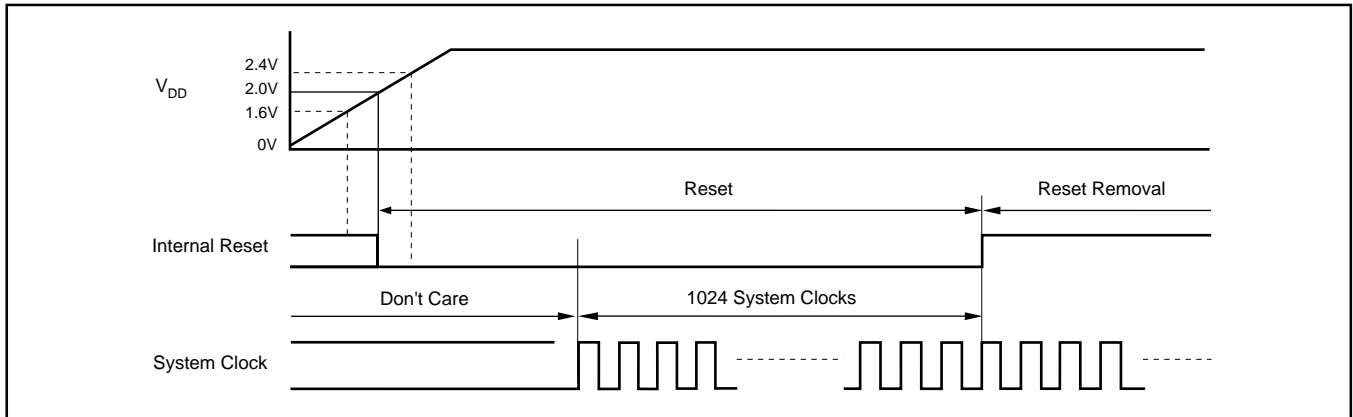 2.4V
V_DD
2.0V
1.6V
0V
Reset
Reset Removal
Internal Reset
Don't Care
1024 System Clocks
System Clock